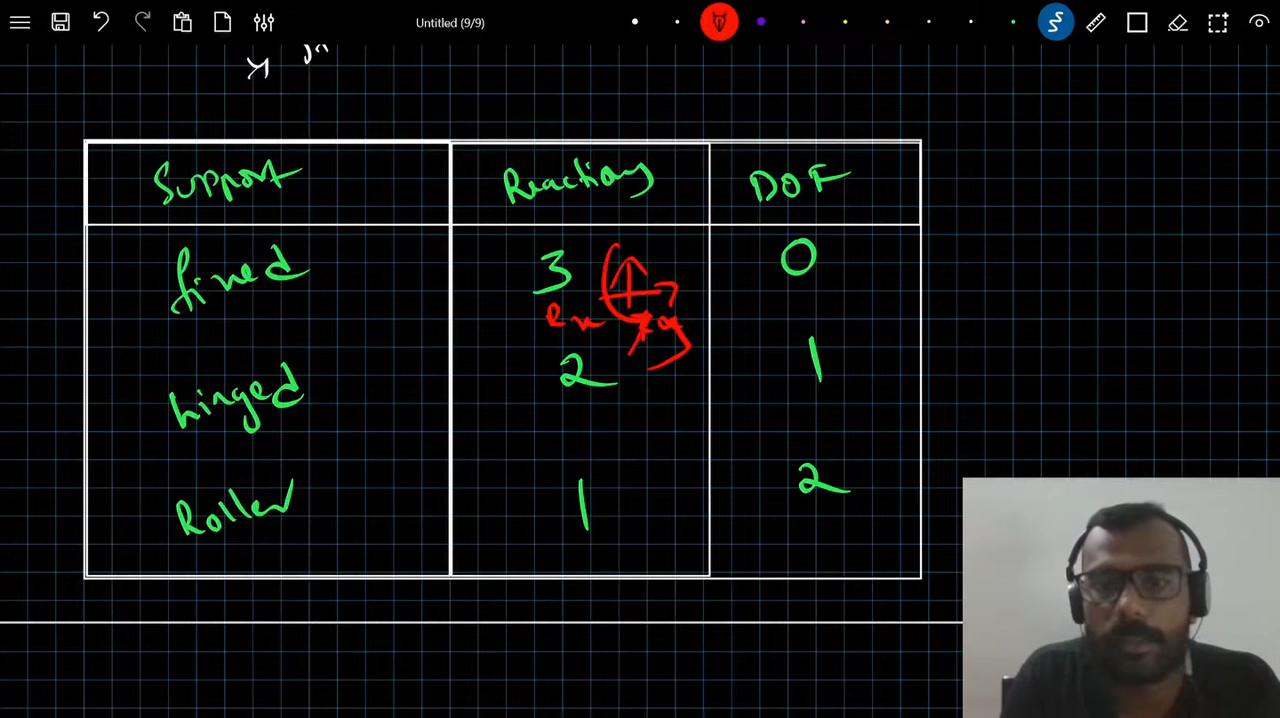 Untitled (9/9)
Support Reactions DOF
fixed 3 0
hinged 2 1
Roller 1 2